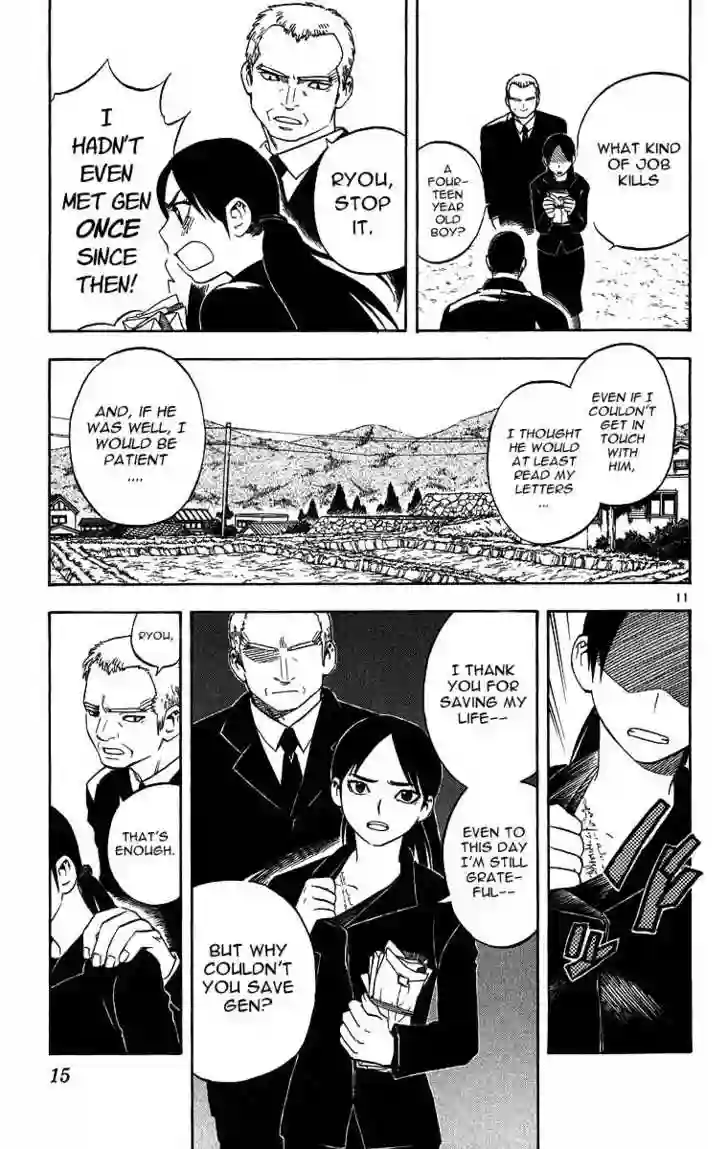 WHAT KIND
OF JOB
KILLS
A
FOUR-
TEEN
YEAR
OLD
BOY?
RYOU,
STOP
IT.
I
HADN'T
EVEN
MET GEN
ONCE
SINCE
THEN!
EVEN IF I
COULDN'T
GET IN
TOUCH
WITH
HIM,
I THOUGHT
HE WOULD
AT LEAST
READ MY
LETTERS
...
AND, IF HE
WAS WELL, I
WOULD BE
PATIENT
....
11
I THANK
YOU FOR
SAVING MY
LIFE--
EVEN TO
THIS DAY
I'M STILL
GRATE-
FUL--
BUT WHY
COULDN'T
YOU SAVE
GEN?
RYOU,
THAT'S
ENOUGH.
15